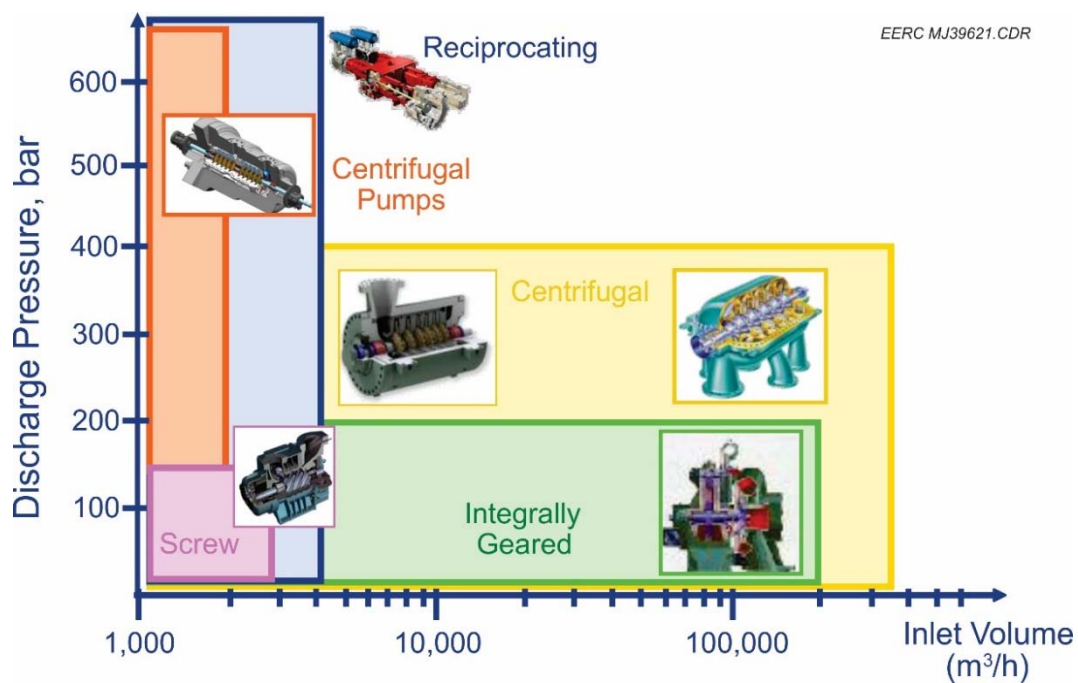 EERC MJ39621.CDR
Reciprocating
600
Centrifugal
Pumps
500
Discharge Pressure, bar
400
Centrifugal
300
200
Integrally
Geared
100
Screw
1,000
10,000
100,000
Inlet Volume
(m³/h)